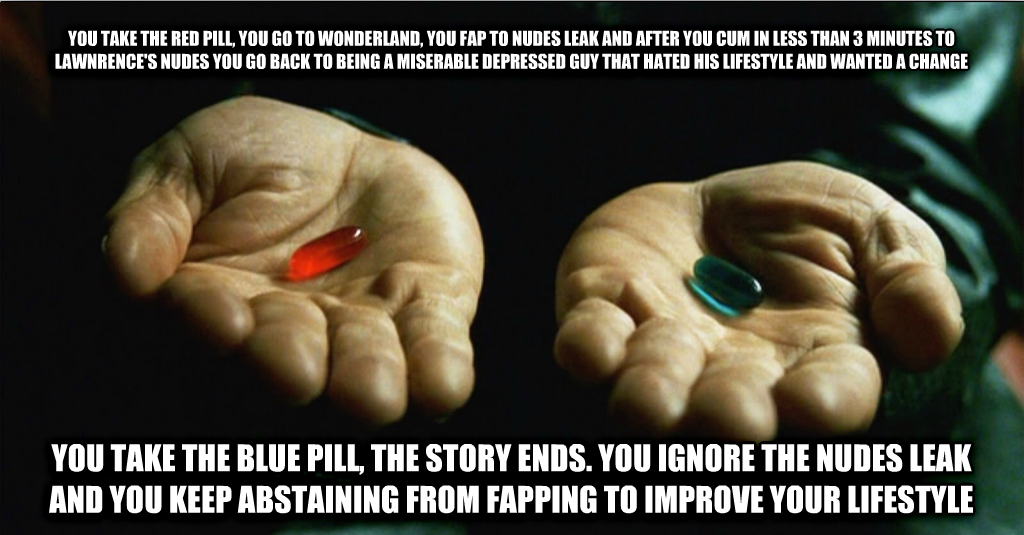 YOU TAKE THE RED PILL, YOU GO TO WONDERLAND, YOU FAP TO NUDES LEAK AND AFTER YOU CUM IN LESS THAN 3 MINUTES TO
LAWNRENCE'S NUDES YOU GO BACK TO BEING A MISERABLE DEPRESSED GUY THAT HATED HIS LIFESTYLE AND WANTED A CHANGE
YOU TAKE THE BLUE PILL, THE STORY ENDS. YOU IGNORE THE NUDES LEAK
AND YOU KEEP ABSTAINING FROM FAPPING TO IMPROVE YOUR LIFESTYLE